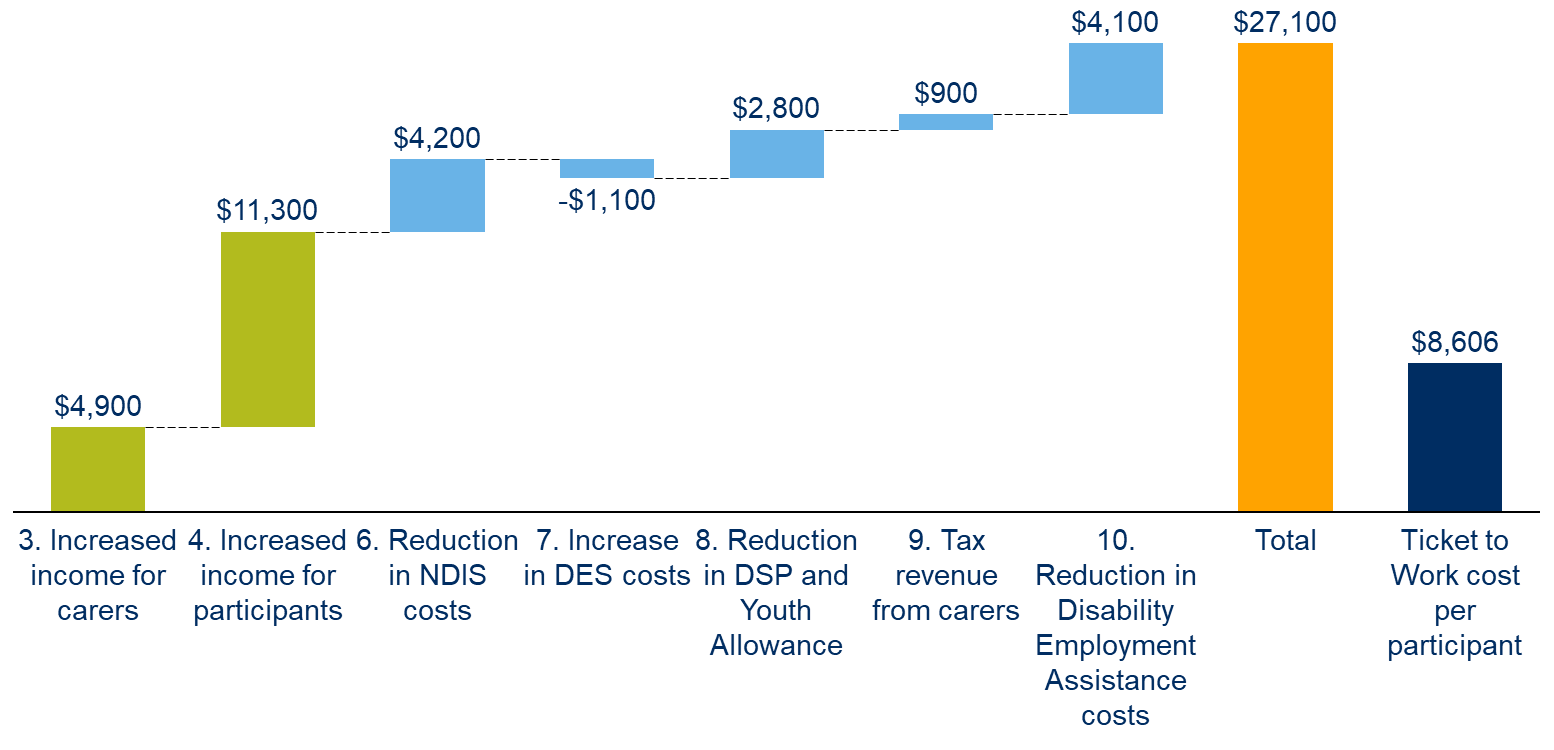 $4,900
$11,300
$4,200
-$1,100
$2,800
$900
$4,100
$27,100
$8,606
3. Increased
income for
carers
4. Increased
income for
participants
6. Reduction
in NDIS
costs
7. Increase
in DES costs
8. Reduction
in DSP and
Youth
Allowance
9. Tax
revenue
from carers
10.
Reduction in
Disability
Employment
Assistance
costs
Total
Ticket to
Work cost
per
participant